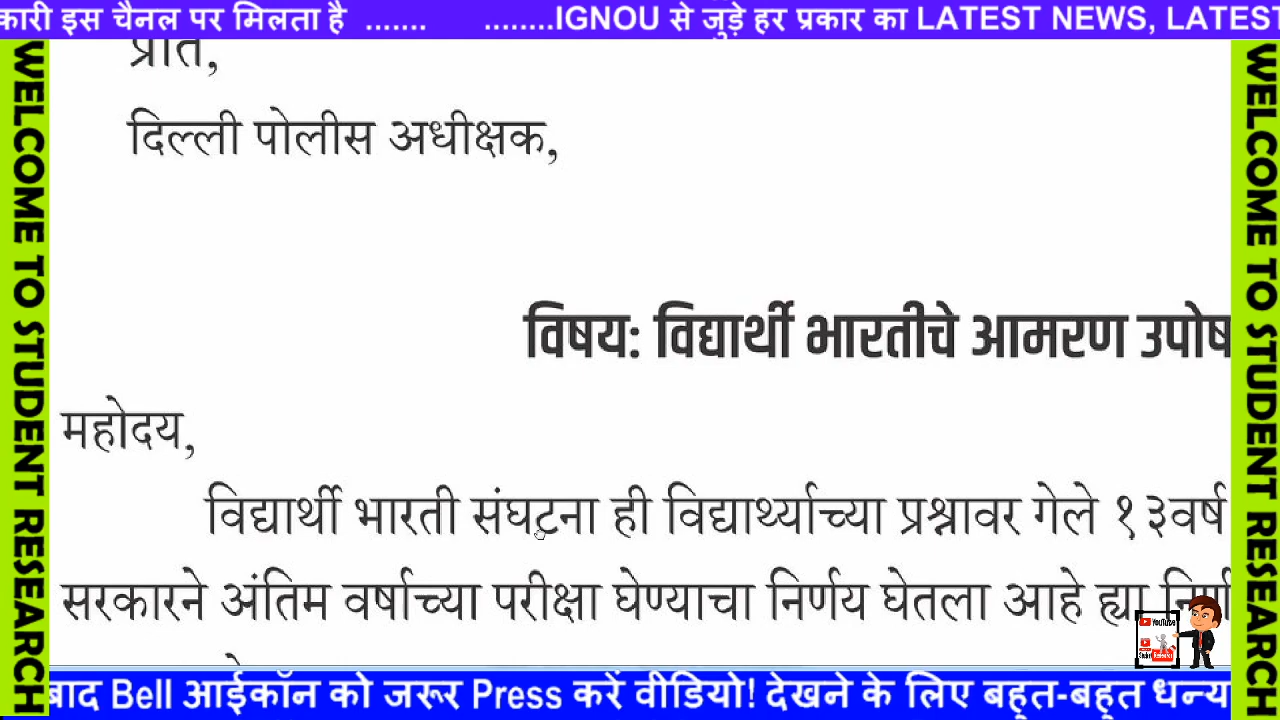 कारी इस चैनल पर मिलता है ....... ........IGNOU से जुड़े हर प्रकार का LATEST NEWS, LATEST
WELCOME TO STUDENT RESEARCH
प्रति,
दिल्ली पोलीस अधीक्षक,
विषय: विद्यार्थी भारतीचे आमरण उपोष
महोदय,
विद्यार्थी भारती संघटना ही विद्यार्थ्याच्या प्रश्नावर गेले १३वर्ष
सरकारने अंतिम वर्षाच्या परीक्षा घेण्याचा निर्णय घेतला आहे ह्या
YouTube
WELCOME TO STUDENT RESEARCH
बाद Bell आईकॉन को जरूर Press करें वीडियो! देखने के लिए बहुत-बहुत धन्य